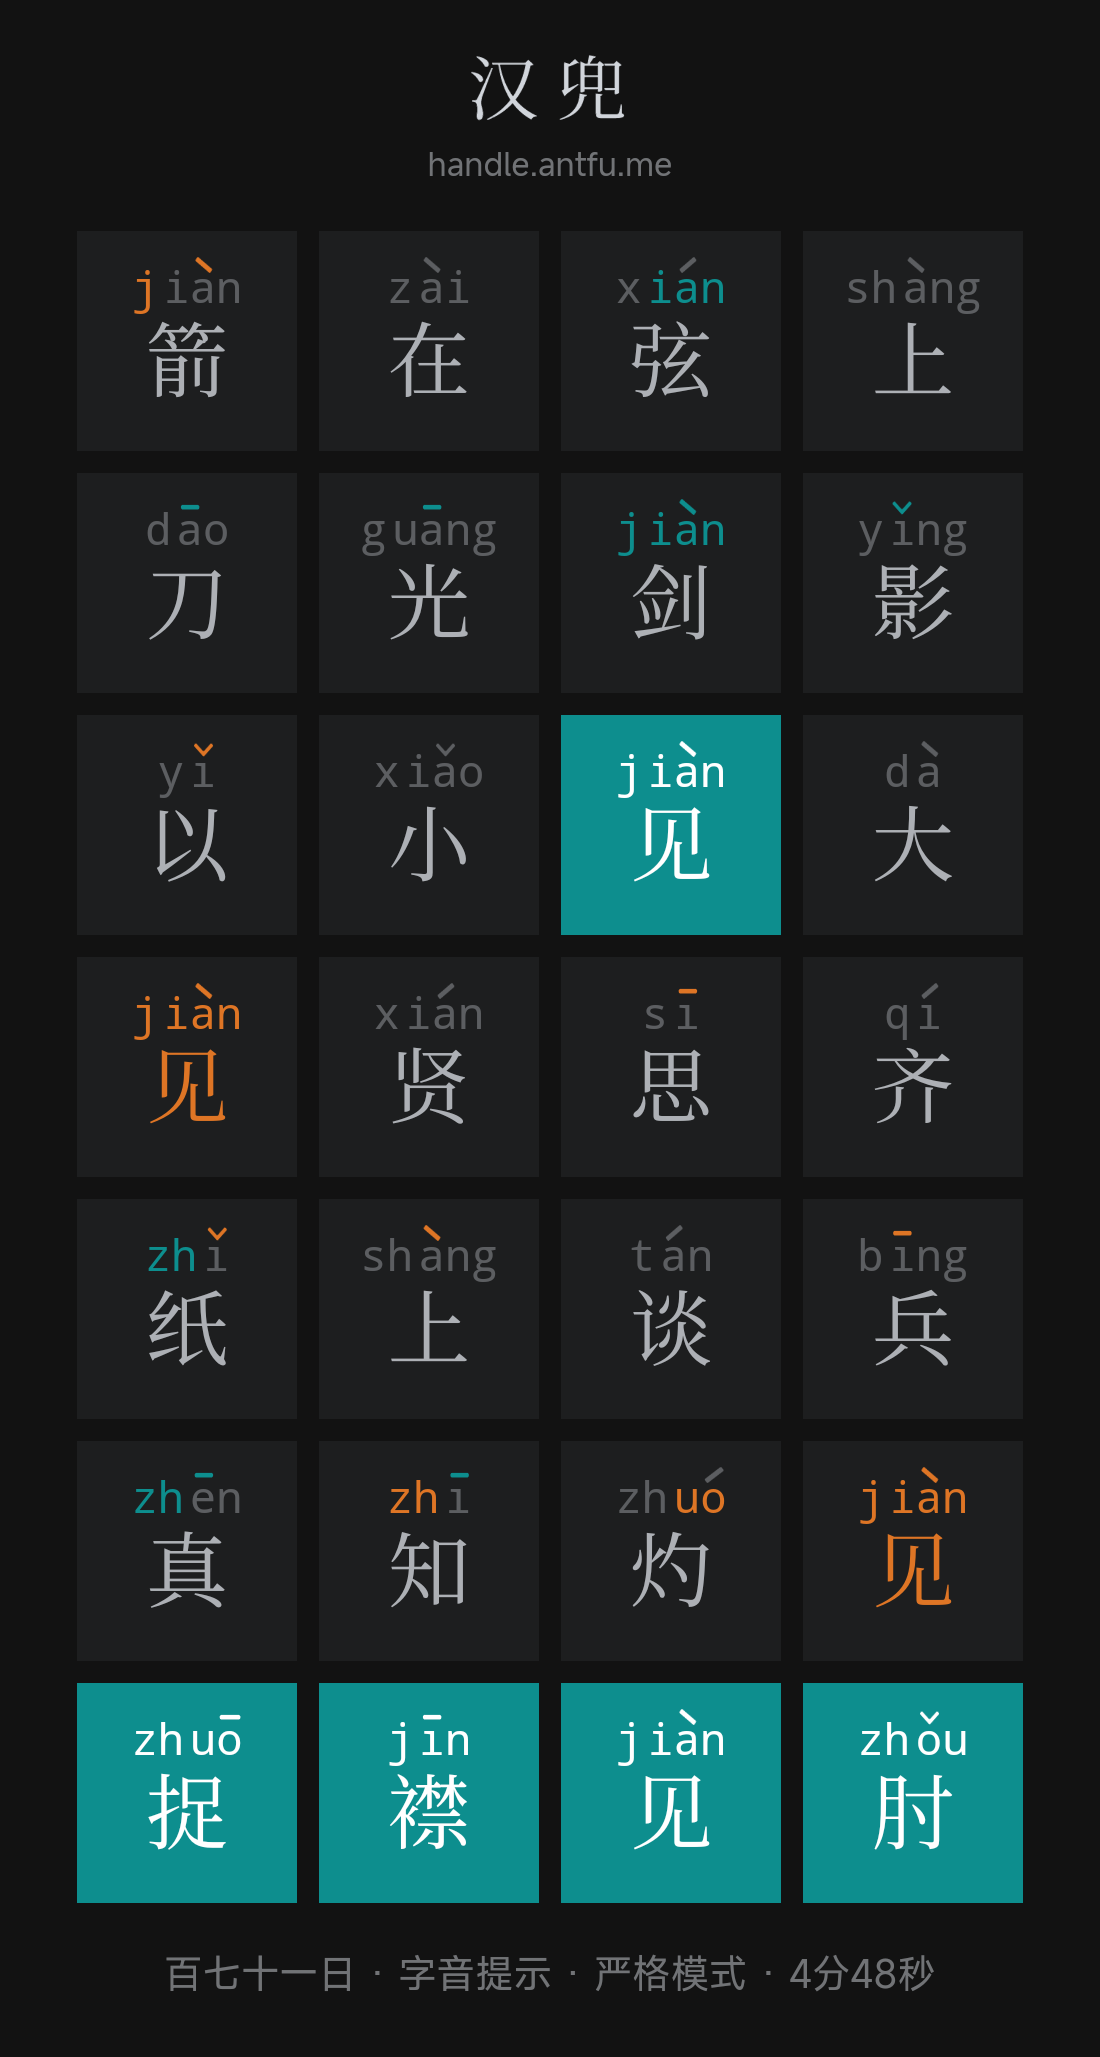 汉兜
handle.antfu.me
jiàn zài xián shàng
箭 在 弦 上
dāo guāng jiàn yǐng
刀 光 剑 影
yǐ xiǎo jiàn dà
以 小 见 大
jiàn xián sī qí
见 贤 思 齐
zhǐ shàng tán bīng
纸 上 谈 兵
zhēn zhī zhuó jiàn
真 知 灼 见
zhuō jīn jiàn zhǒu
捉 襟 见 肘
百七十一日 · 字音提示 · 严格模式 · 4分48秒